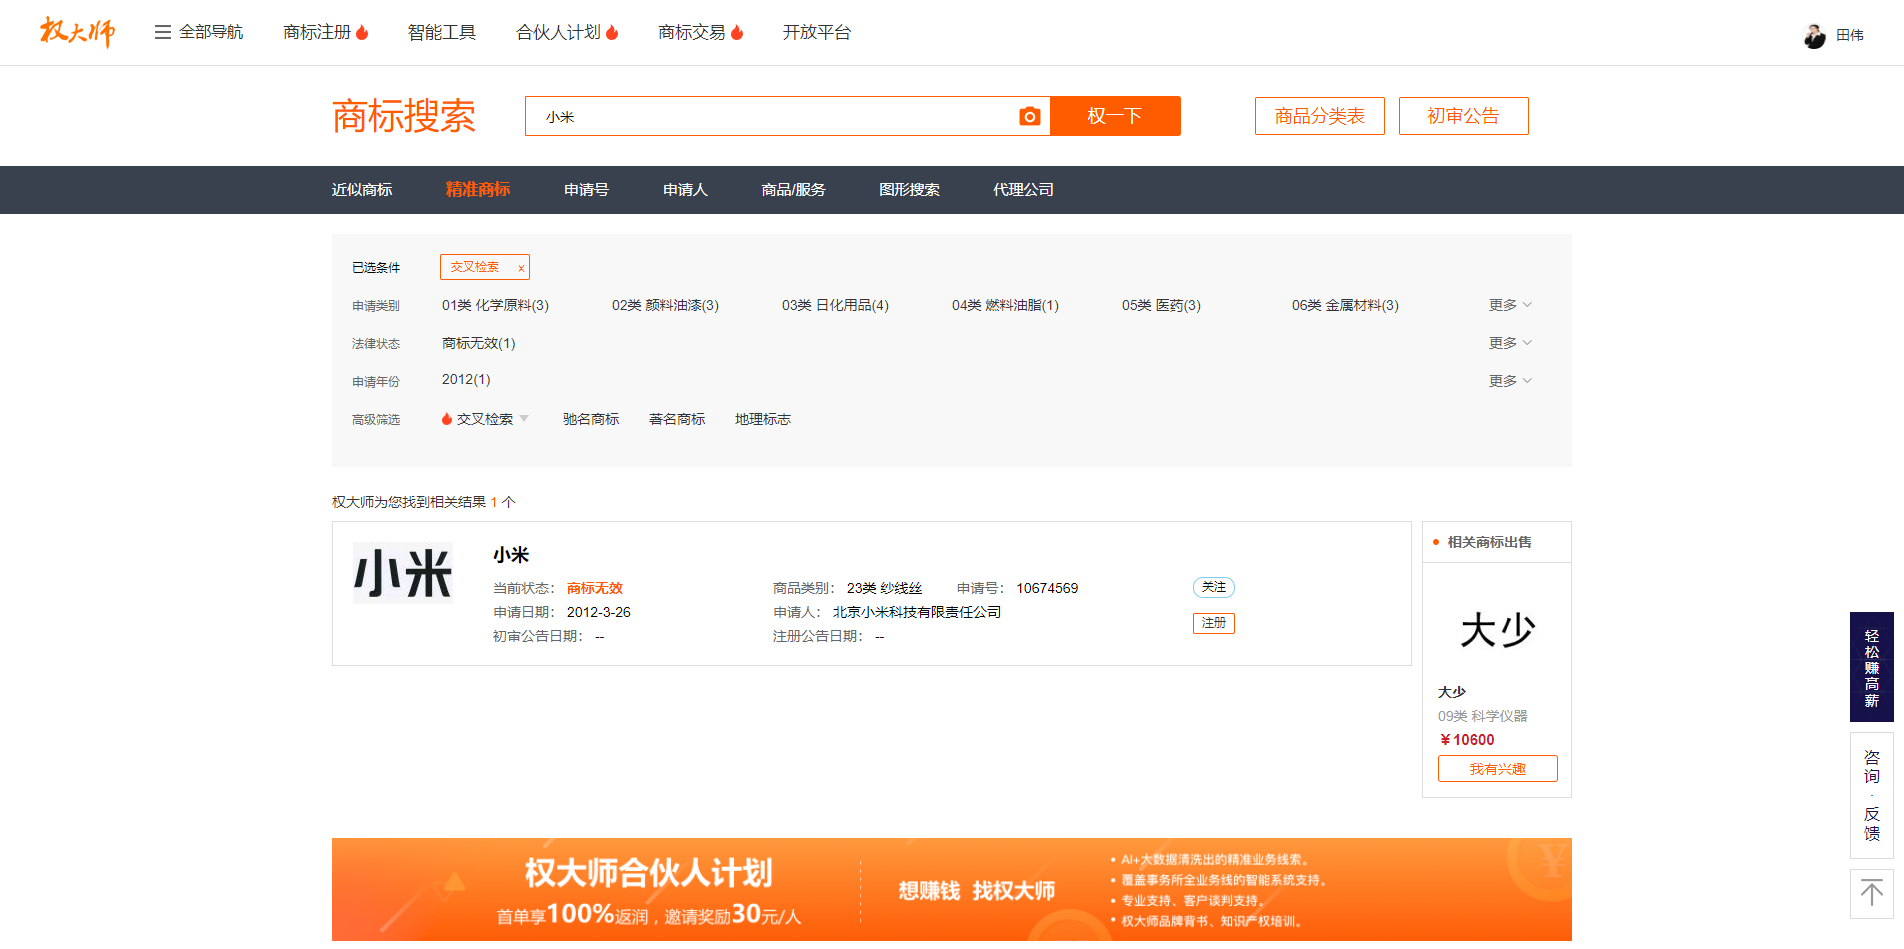 权大师 全部导航 商标注册 智能工具 合伙人计划 商标交易 开放平台 田伟
商标搜索 小米 权一下 商品分类表 初审公告
近似商标 精准商标 申请号 申请人 商品/服务 图形搜索 代理公司
已选条件 交叉检索 x
申请类别 01类 化学原料(3) 02类 颜料油漆(3) 03类 日化用品(4) 04类 燃料油脂(1) 05类 医药(3) 06类 金属材料(3) 更多
法律状态 商标无效(1) 更多
申请年份 2012(1) 更多
高级筛选 交叉检索 驰名商标 著名商标 地理标志
权大师为您找到相关结果 1 个
小米
小米
当前状态: 商标无效 商品类别: 23类 纱线丝 申请号: 10674569 关注
申请日期: 2012-3-26 申请人: 北京小米科技有限责任公司
初审公告日期: -- 注册公告日期: -- 注册
相关商标出售
大少
大少
09类 科学仪器
￥10600
我有兴趣
轻松赚高薪
咨询·反馈
权大师合伙人计划
首单享100%返润，邀请奖励30元/人
想赚钱 找权大师
• AI+大数据清洗出的精准业务线索。
• 覆盖事务所全业务线的智能系统支持。
• 专业支持、客户谈判支持。
• 权大师品牌背书、知识产权培训。